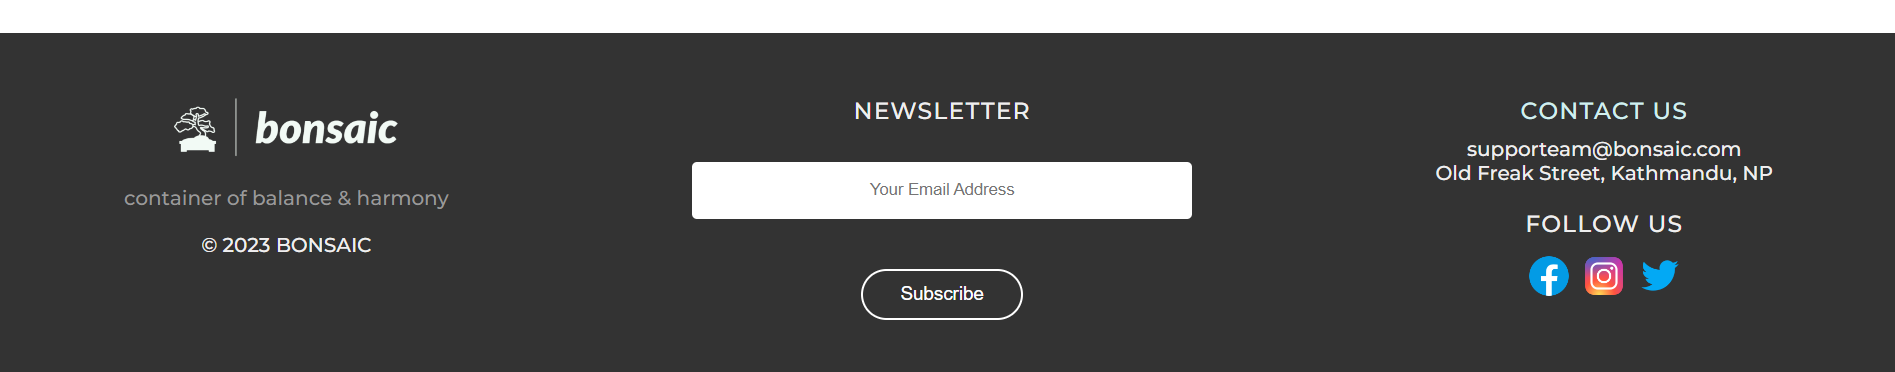 bonsaic
container of balance & harmony
© 2023 BONSAIC
NEWSLETTER
Your Email Address
Subscribe
CONTACT US
supporteam@bonsaic.com
Old Freak Street, Kathmandu, NP
FOLLOW US